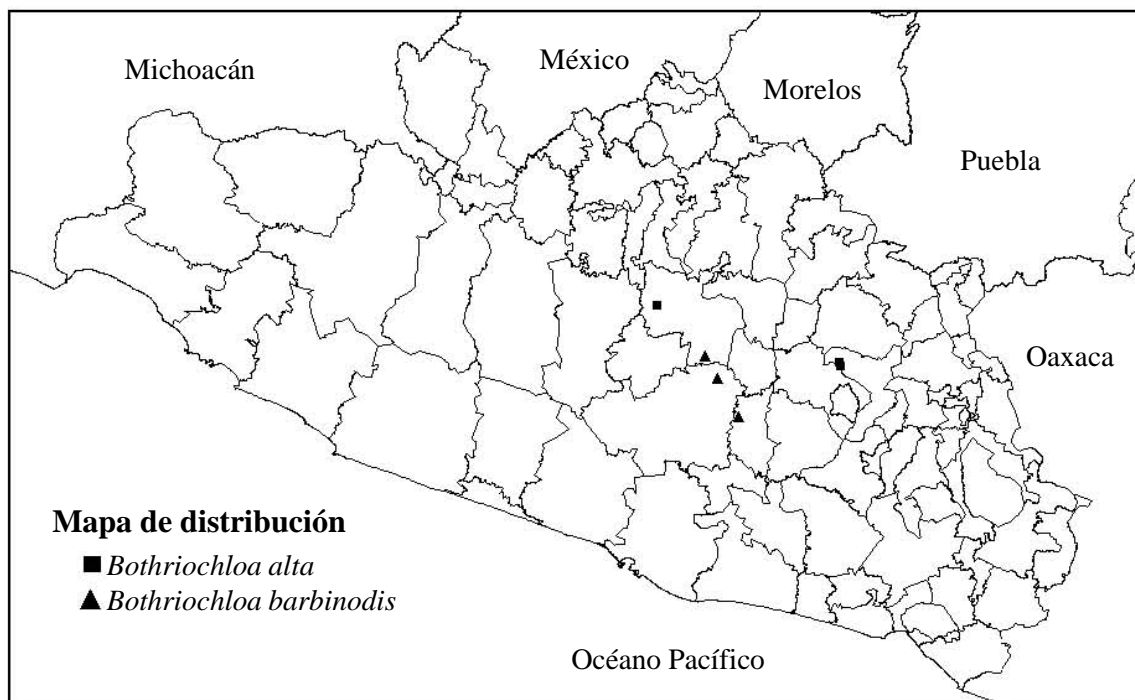 Michoacán
México
Morelos
Puebla
Oaxaca
Mapa de distribución
Bothriochloa alta
Bothriochloa barbinodis
Océano Pacífico